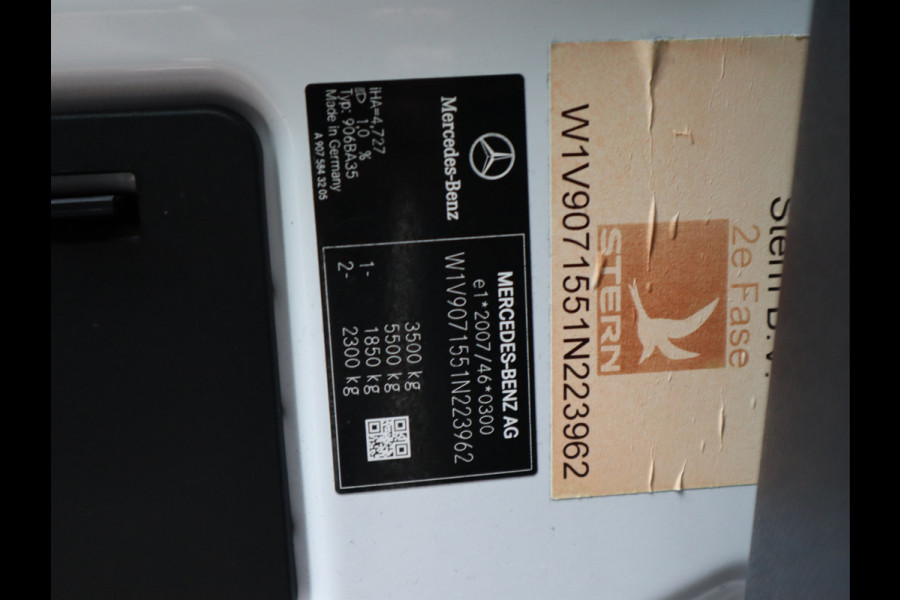 Mercedes-Benz
iHA=4,727
1,0 %
Typ: 906BA35
Made in Germany
A 907 584 32 05
MERCEDES-BENZ AG
e1*2007/46*0300
W1V9071551N223962
3500 kg
5500 kg
1- 1850 kg
2- 2300 kg
Stern B.V.
2e Fase
STERN
W1V9071551N223962